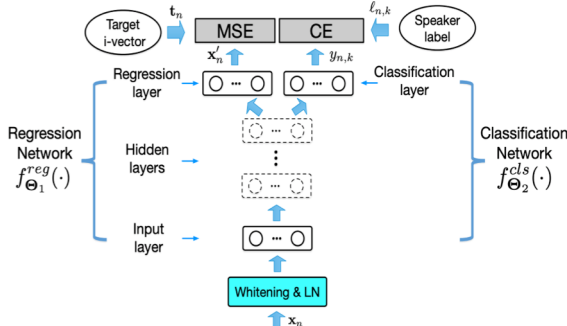 Target
i-vector
t_n
MSE
CE
ℓ_{n,k}
Speaker
label
x'_n
y_{n,k}
Regression
layer
Classification
layer
Regression
Network
f^{reg}_{Θ_1}(·)
Hidden
layers
Classification
Network
f^{cls}_{Θ_2}(·)
Input
layer
Whitening & LN
x_n